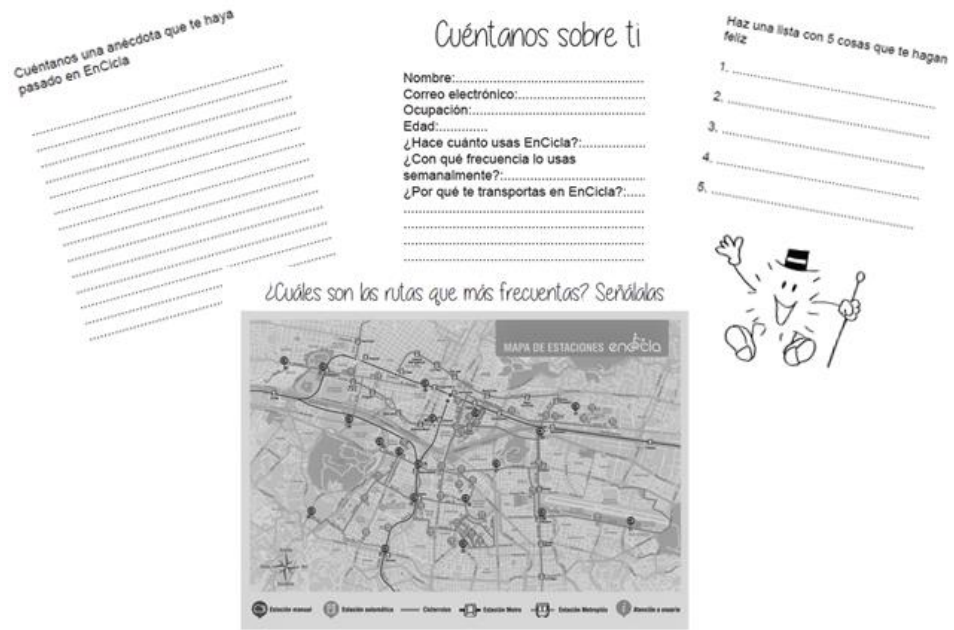 Cuéntanos una anécdota que te haya
pasado en EnCicla
Cuéntanos sobre ti
Nombre:
Correo electrónico:
Ocupación:
Edad:
¿Hace cuánto usas EnCicla?:
¿Con qué frecuencia lo usas
semanalmente?:
¿Por qué te transportas en EnCicla?:
Haz una lista con 5 cosas que te hagan
feliz
1.
2.
3.
4.
5.
¿Cuáles son las rutas que más frecuentas? Señálalas
MAPA DE ESTACIONES encicla
Estación manual Estación automática Ciclorrutas Estación Metro Estación Metroplús Atención a usuario